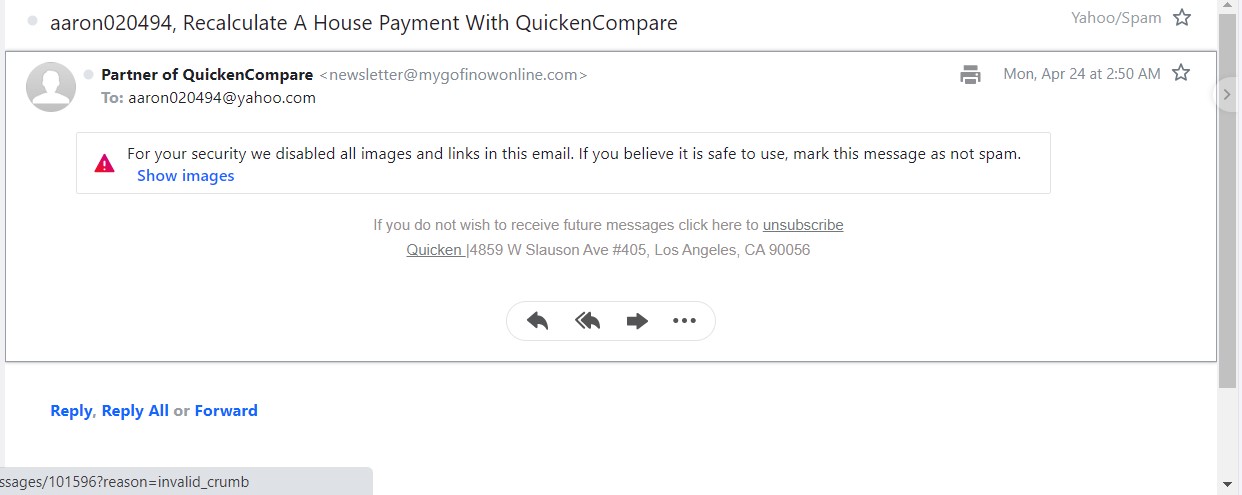 aaron020494, Recalculate A House Payment With QuickenCompare
Yahoo/Spam
Partner of QuickenCompare <newsletter@mygofinowonline.com>
Mon, Apr 24 at 2:50 AM
To: aaron020494@yahoo.com
For your security we disabled all images and links in this email. If you believe it is safe to use, mark this message as not spam.
Show images
If you do not wish to receive future messages click here to unsubscribe
Quicken |4859 W Slauson Ave #405, Los Angeles, CA 90056
Reply, Reply All or Forward
ssages/101596?reason=invalid_crumb